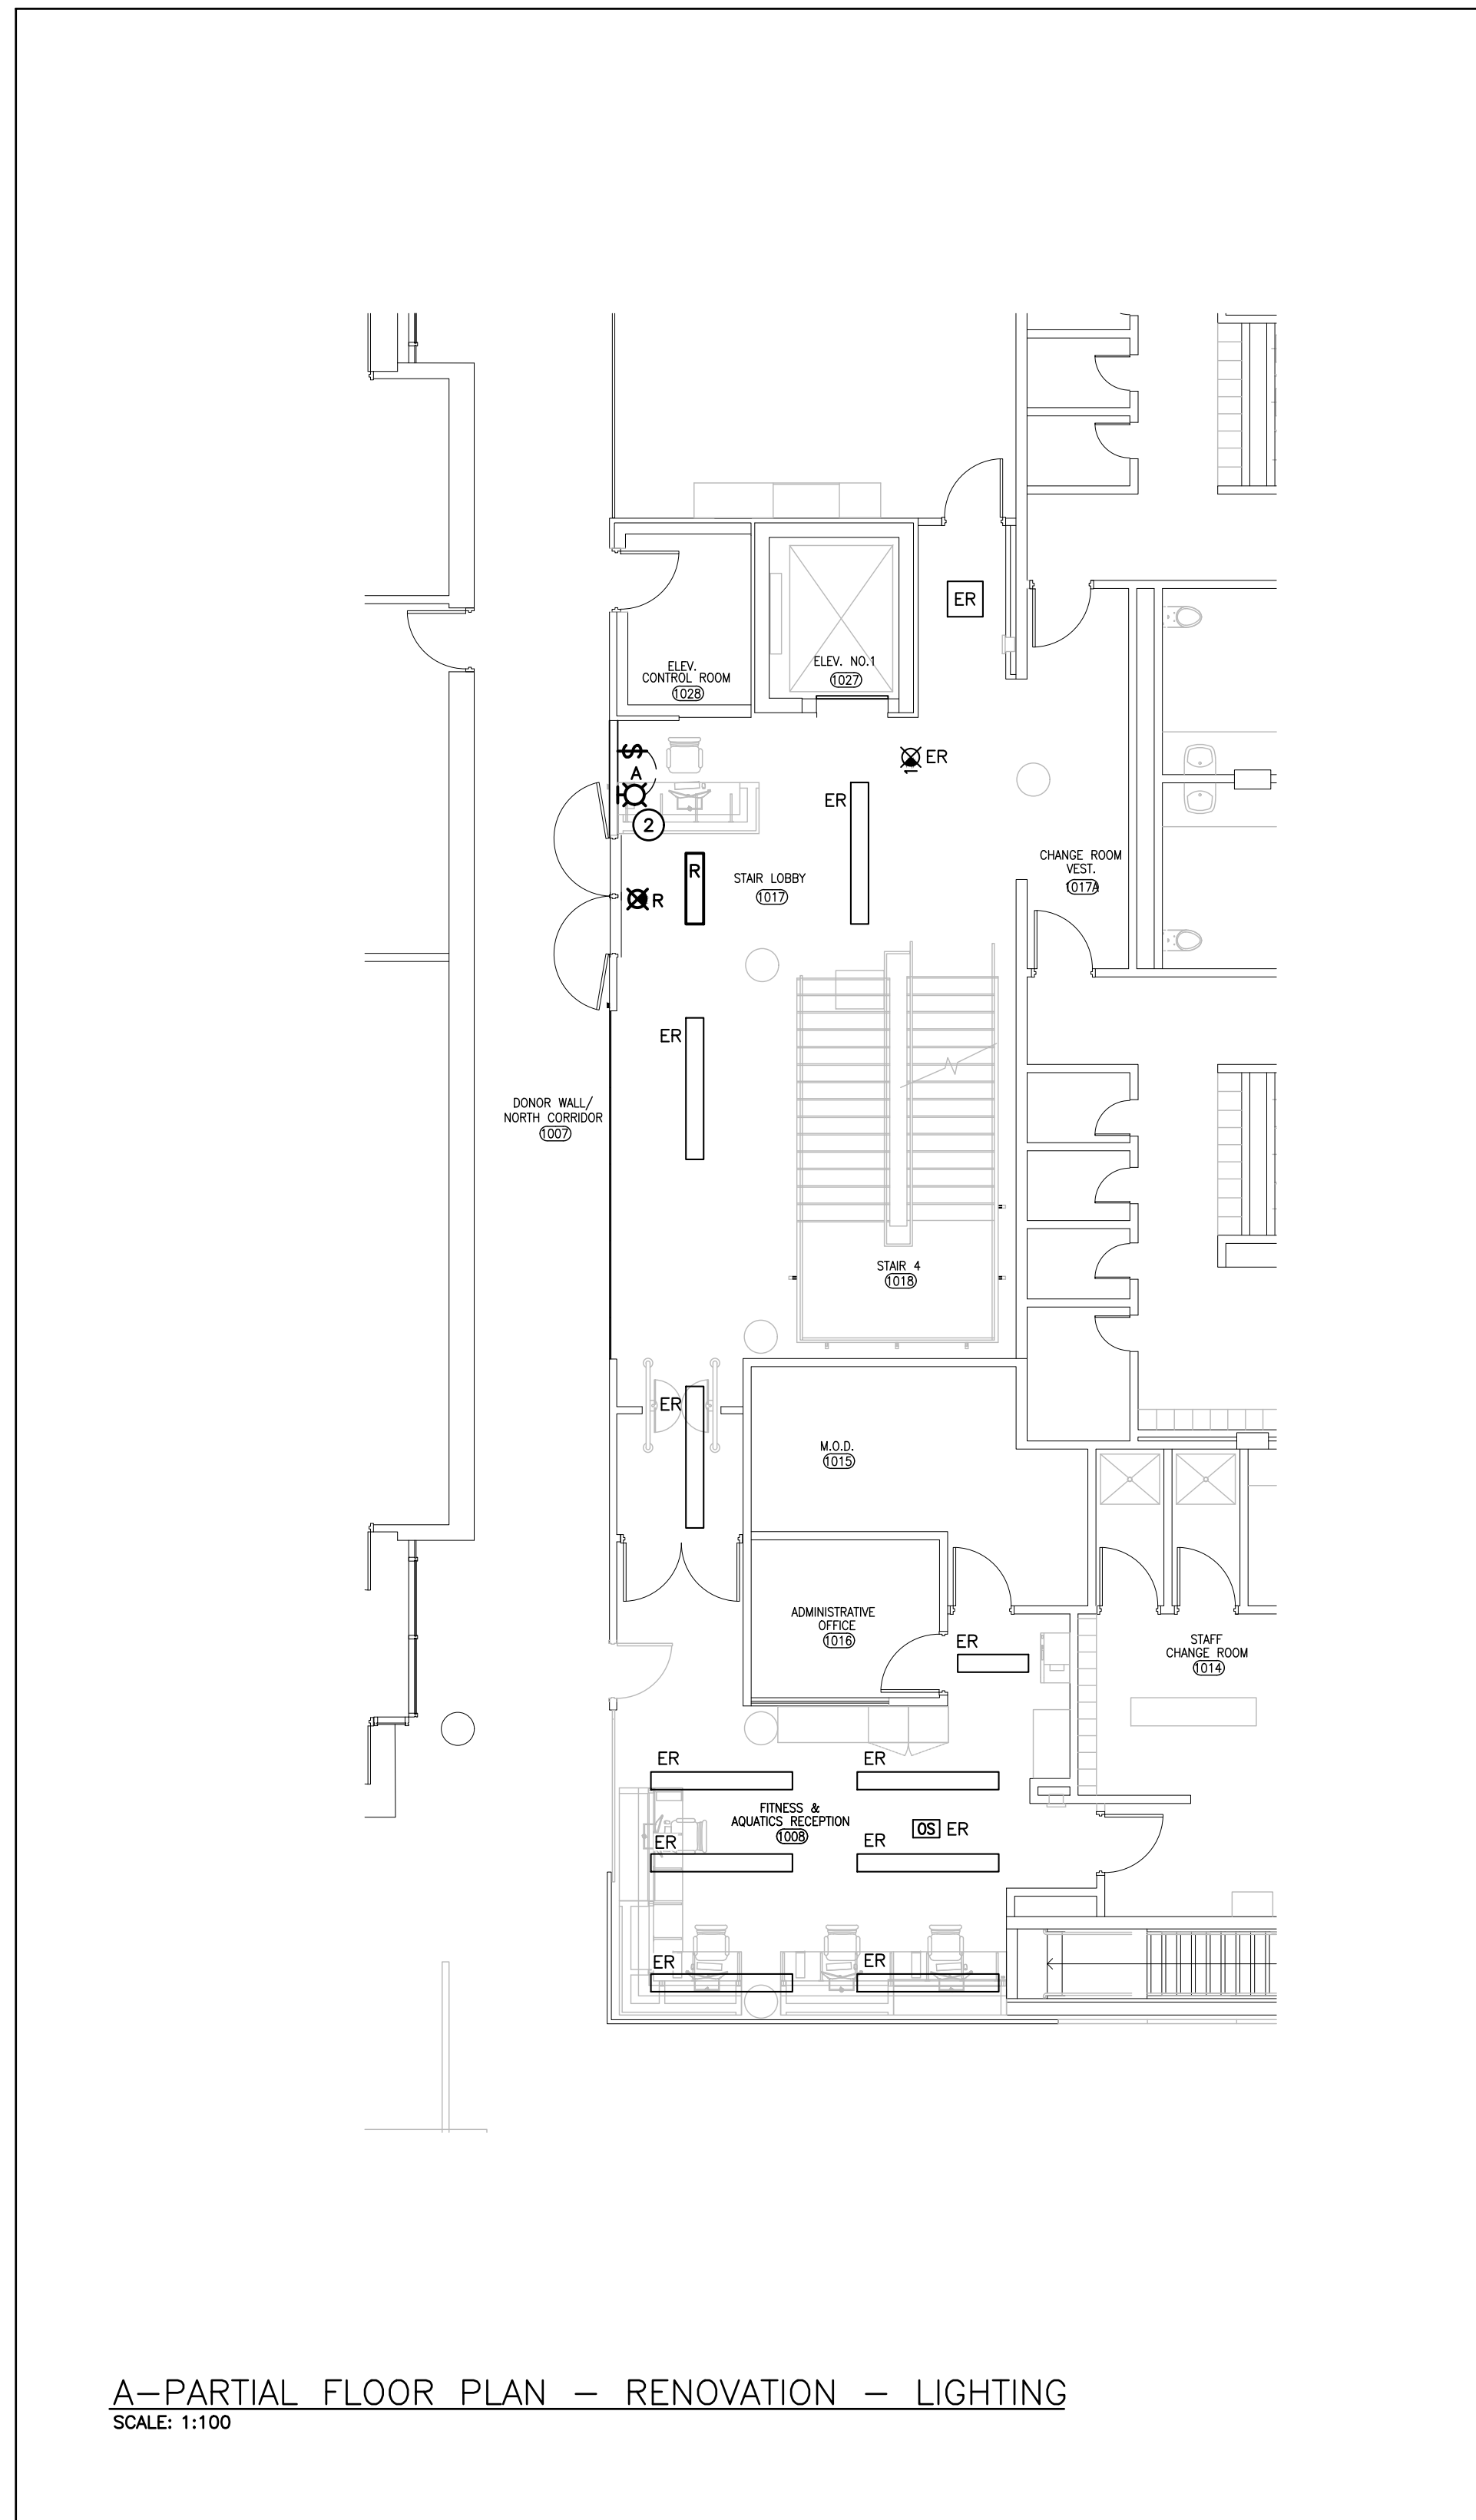 ER
ELEV.
CONTROL ROOM
1028
ELEV. NO.1
1027
$
A
2
1
ER
ER
R
R
STAIR LOBBY
1017
CHANGE ROOM
VEST.
1017A
ER
DONOR WALL/
NORTH CORRIDOR
1007
STAIR 4
1018
ER
M.O.D.
1015
ADMINISTRATIVE
OFFICE
1016
ER
STAFF
CHANGE ROOM
1014
ER
ER
FITNESS &
AQUATICS RECEPTION
1008
OS ER
ER
ER
ER
ER
A-PARTIAL FLOOR PLAN - RENOVATION - LIGHTING
SCALE: 1:100